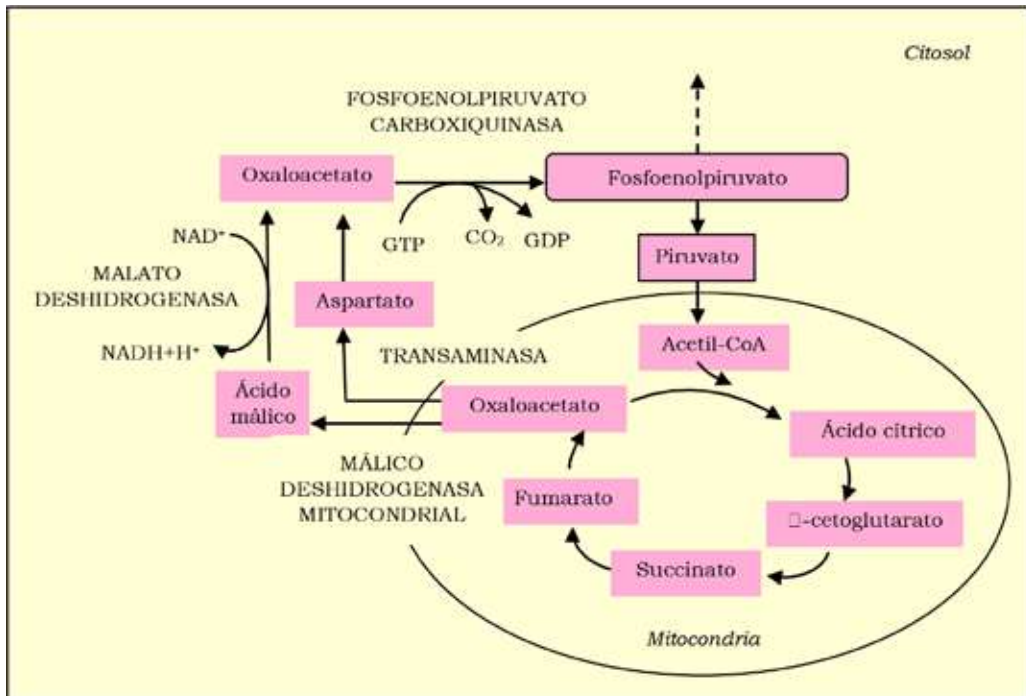 Citosol
FOSFOENOLPIRUVATO
CARBOXIQUINASA
Oxaloacetato
Fosfoenolpiruvato
GTP
CO₂
GDP
NAD⁺
MALATO
DESHIDROGENASA
NADH+H⁺
Aspartato
Piruvato
TRANSAMINASA
Acetil-CoA
Ácido
málico
Oxaloacetato
Ácido cítrico
MÁLICO
DESHIDROGENASA
MITOCONDRIAL
Fumarato
□-cetoglutarato
Succinato
Mitocondria